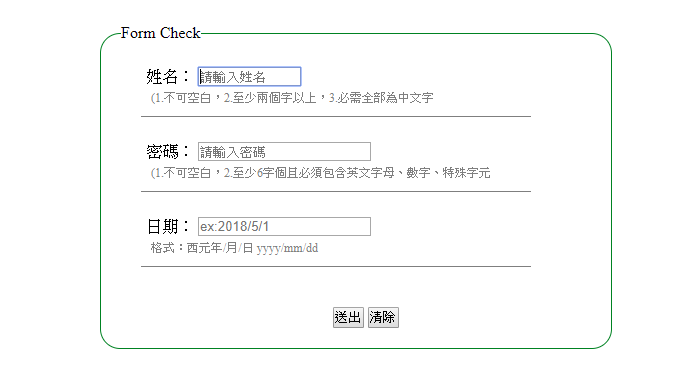 Form Check
姓名：請輸入姓名
(1.不可空白，2.至少兩個字以上，3.必需全部為中文字
密碼：請輸入密碼
(1.不可空白，2.至少6字個且必須包含英文字母、數字、特殊字元
日期：ex:2018/5/1
格式：西元年/月/日 yyyy/mm/dd
送出 清除